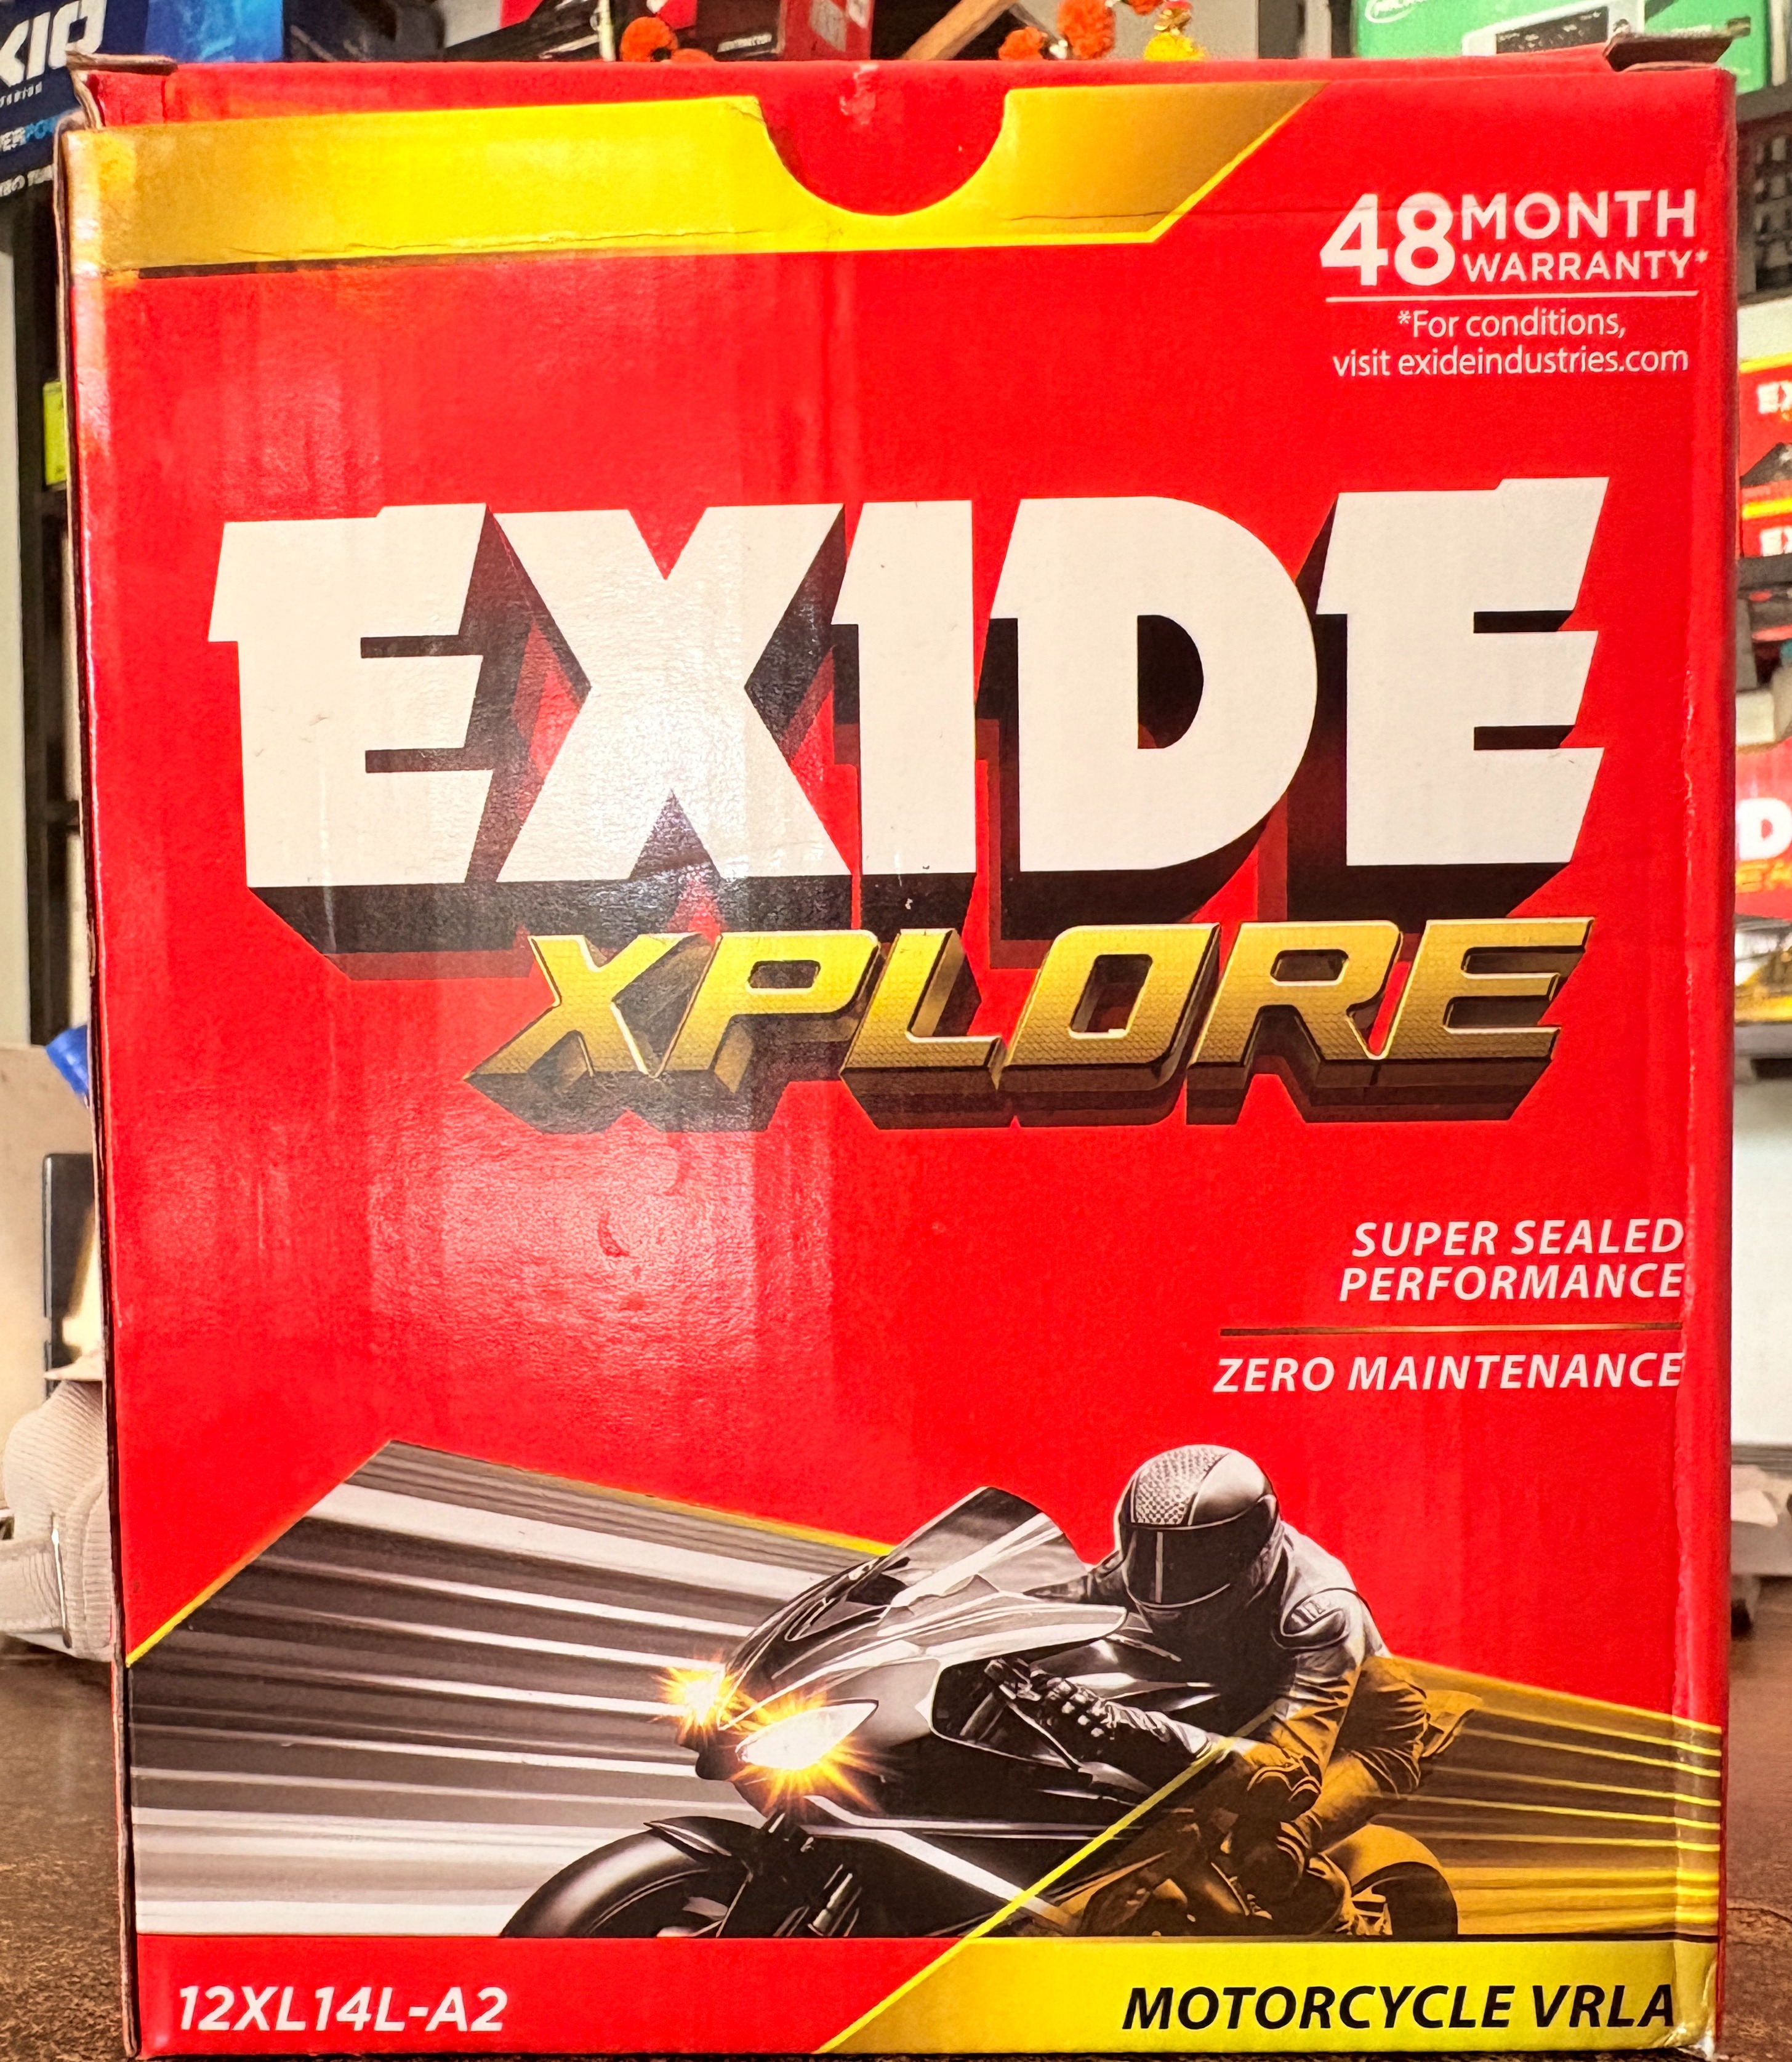 48 MONTH
WARRANTY*
*For conditions,
visit exideindustries.com
EXIDE
XPLORE
SUPER SEALED
PERFORMANCE
ZERO MAINTENANCE
12XL14L-A2
MOTORCYCLE VRLA